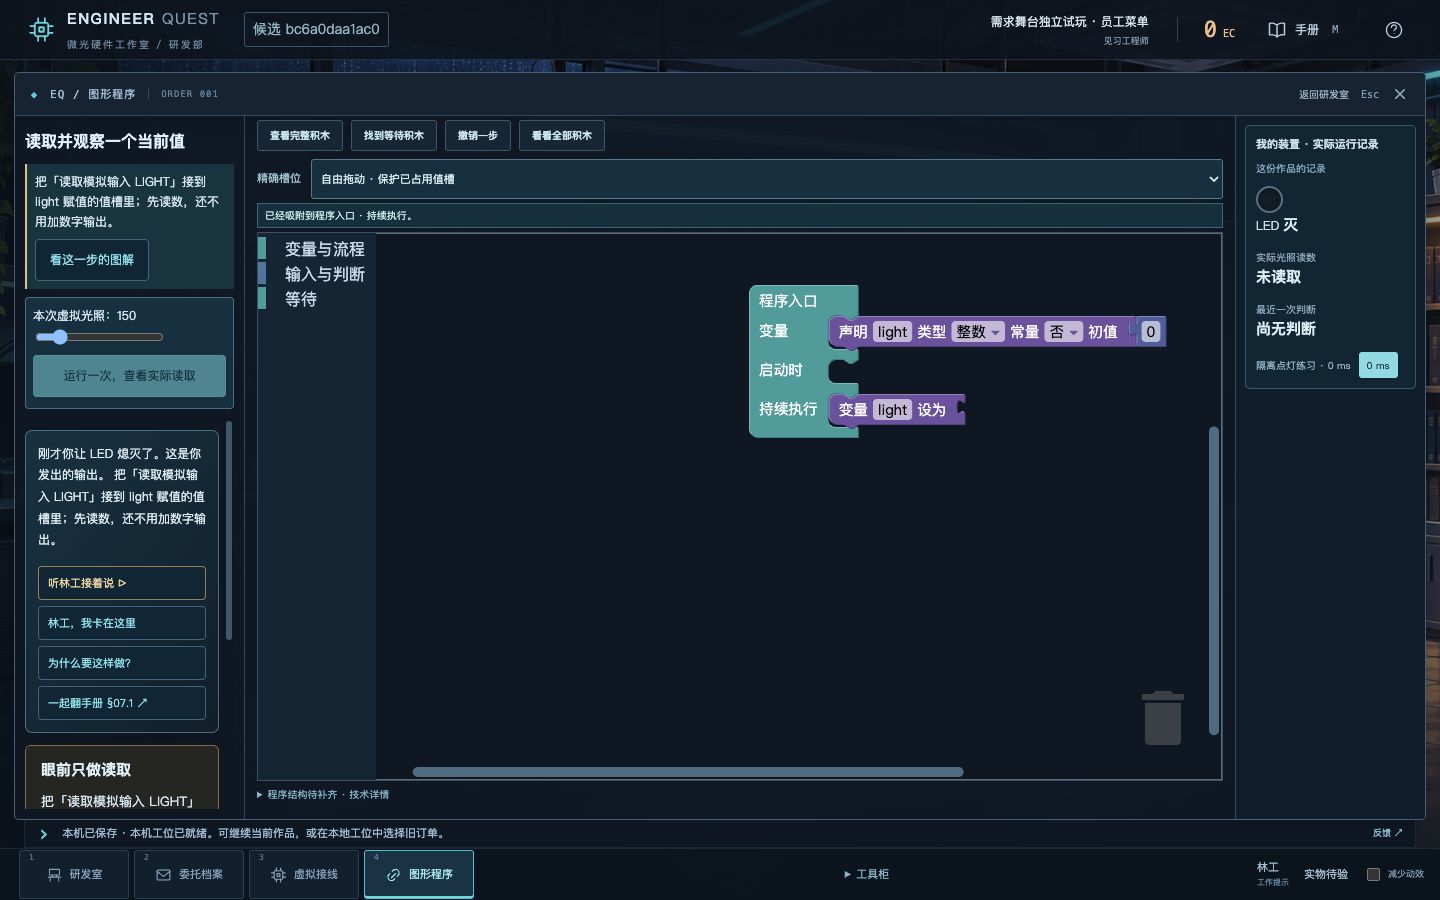 ENGINEER QUEST
微光硬件工作室 / 研发部
候选 bc6a0daa1ac0
需求舞台独立试玩 · 员工菜单
见习工程师
0 EC
手册 M
EQ / 图形程序
ORDER 001
返回研发室 Esc
读取并观察一个当前值
把「读取模拟输入 LIGHT」接到
light 赋值的值槽里；先读数，还不
用加数字输出。
看这一步的图解
本次虚拟光照：150
运行一次，查看实际读取
刚才你让 LED 熄灭了。这是你
发出的输出。 把「读取模拟输
入 LIGHT」接到 light 赋值的值
槽里；先读数，还不用加数字输
出。
听林工接着说
林工，我卡在这里
为什么要这样做？
一起翻手册 §07.1 ↗
眼前只做读取
把「读取模拟输入 LIGHT」
查看完整积木
找到等待积木
撤销一步
看看全部积木
精确槽位
自由拖动 · 保护已占用值槽
已经吸附到程序入口 · 持续执行。
变量与流程
输入与判断
等待
程序入口
变量
声明 light 类型 整数 常量 否 初值 0
启动时
持续执行
变量 light 设为
程序结构待补齐 · 技术详情
我的装置 · 实际运行记录
这份作品的记录
LED 灭
实际光照读数
未读取
最近一次判断
尚无判断
隔离点灯练习 · 0 ms
0 ms
本机已保存 · 本机工位已就绪。可继续当前作品，或在本地工位中选择旧订单。
反馈 ↗
1
研发室
2
委托档案
3
虚拟接线
4
图形程序
工具柜
林工
工作提示
实物待验
减少动效